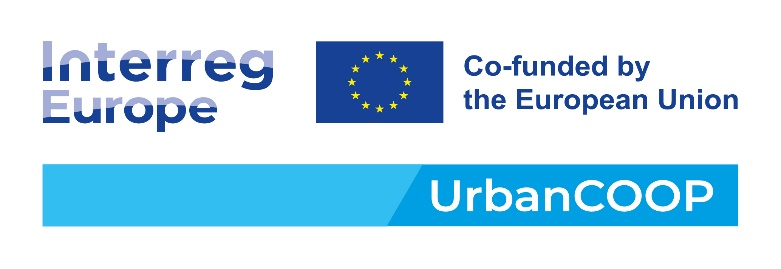 Interreg
Europe
Co-funded by
the European Union
UrbanCOOP